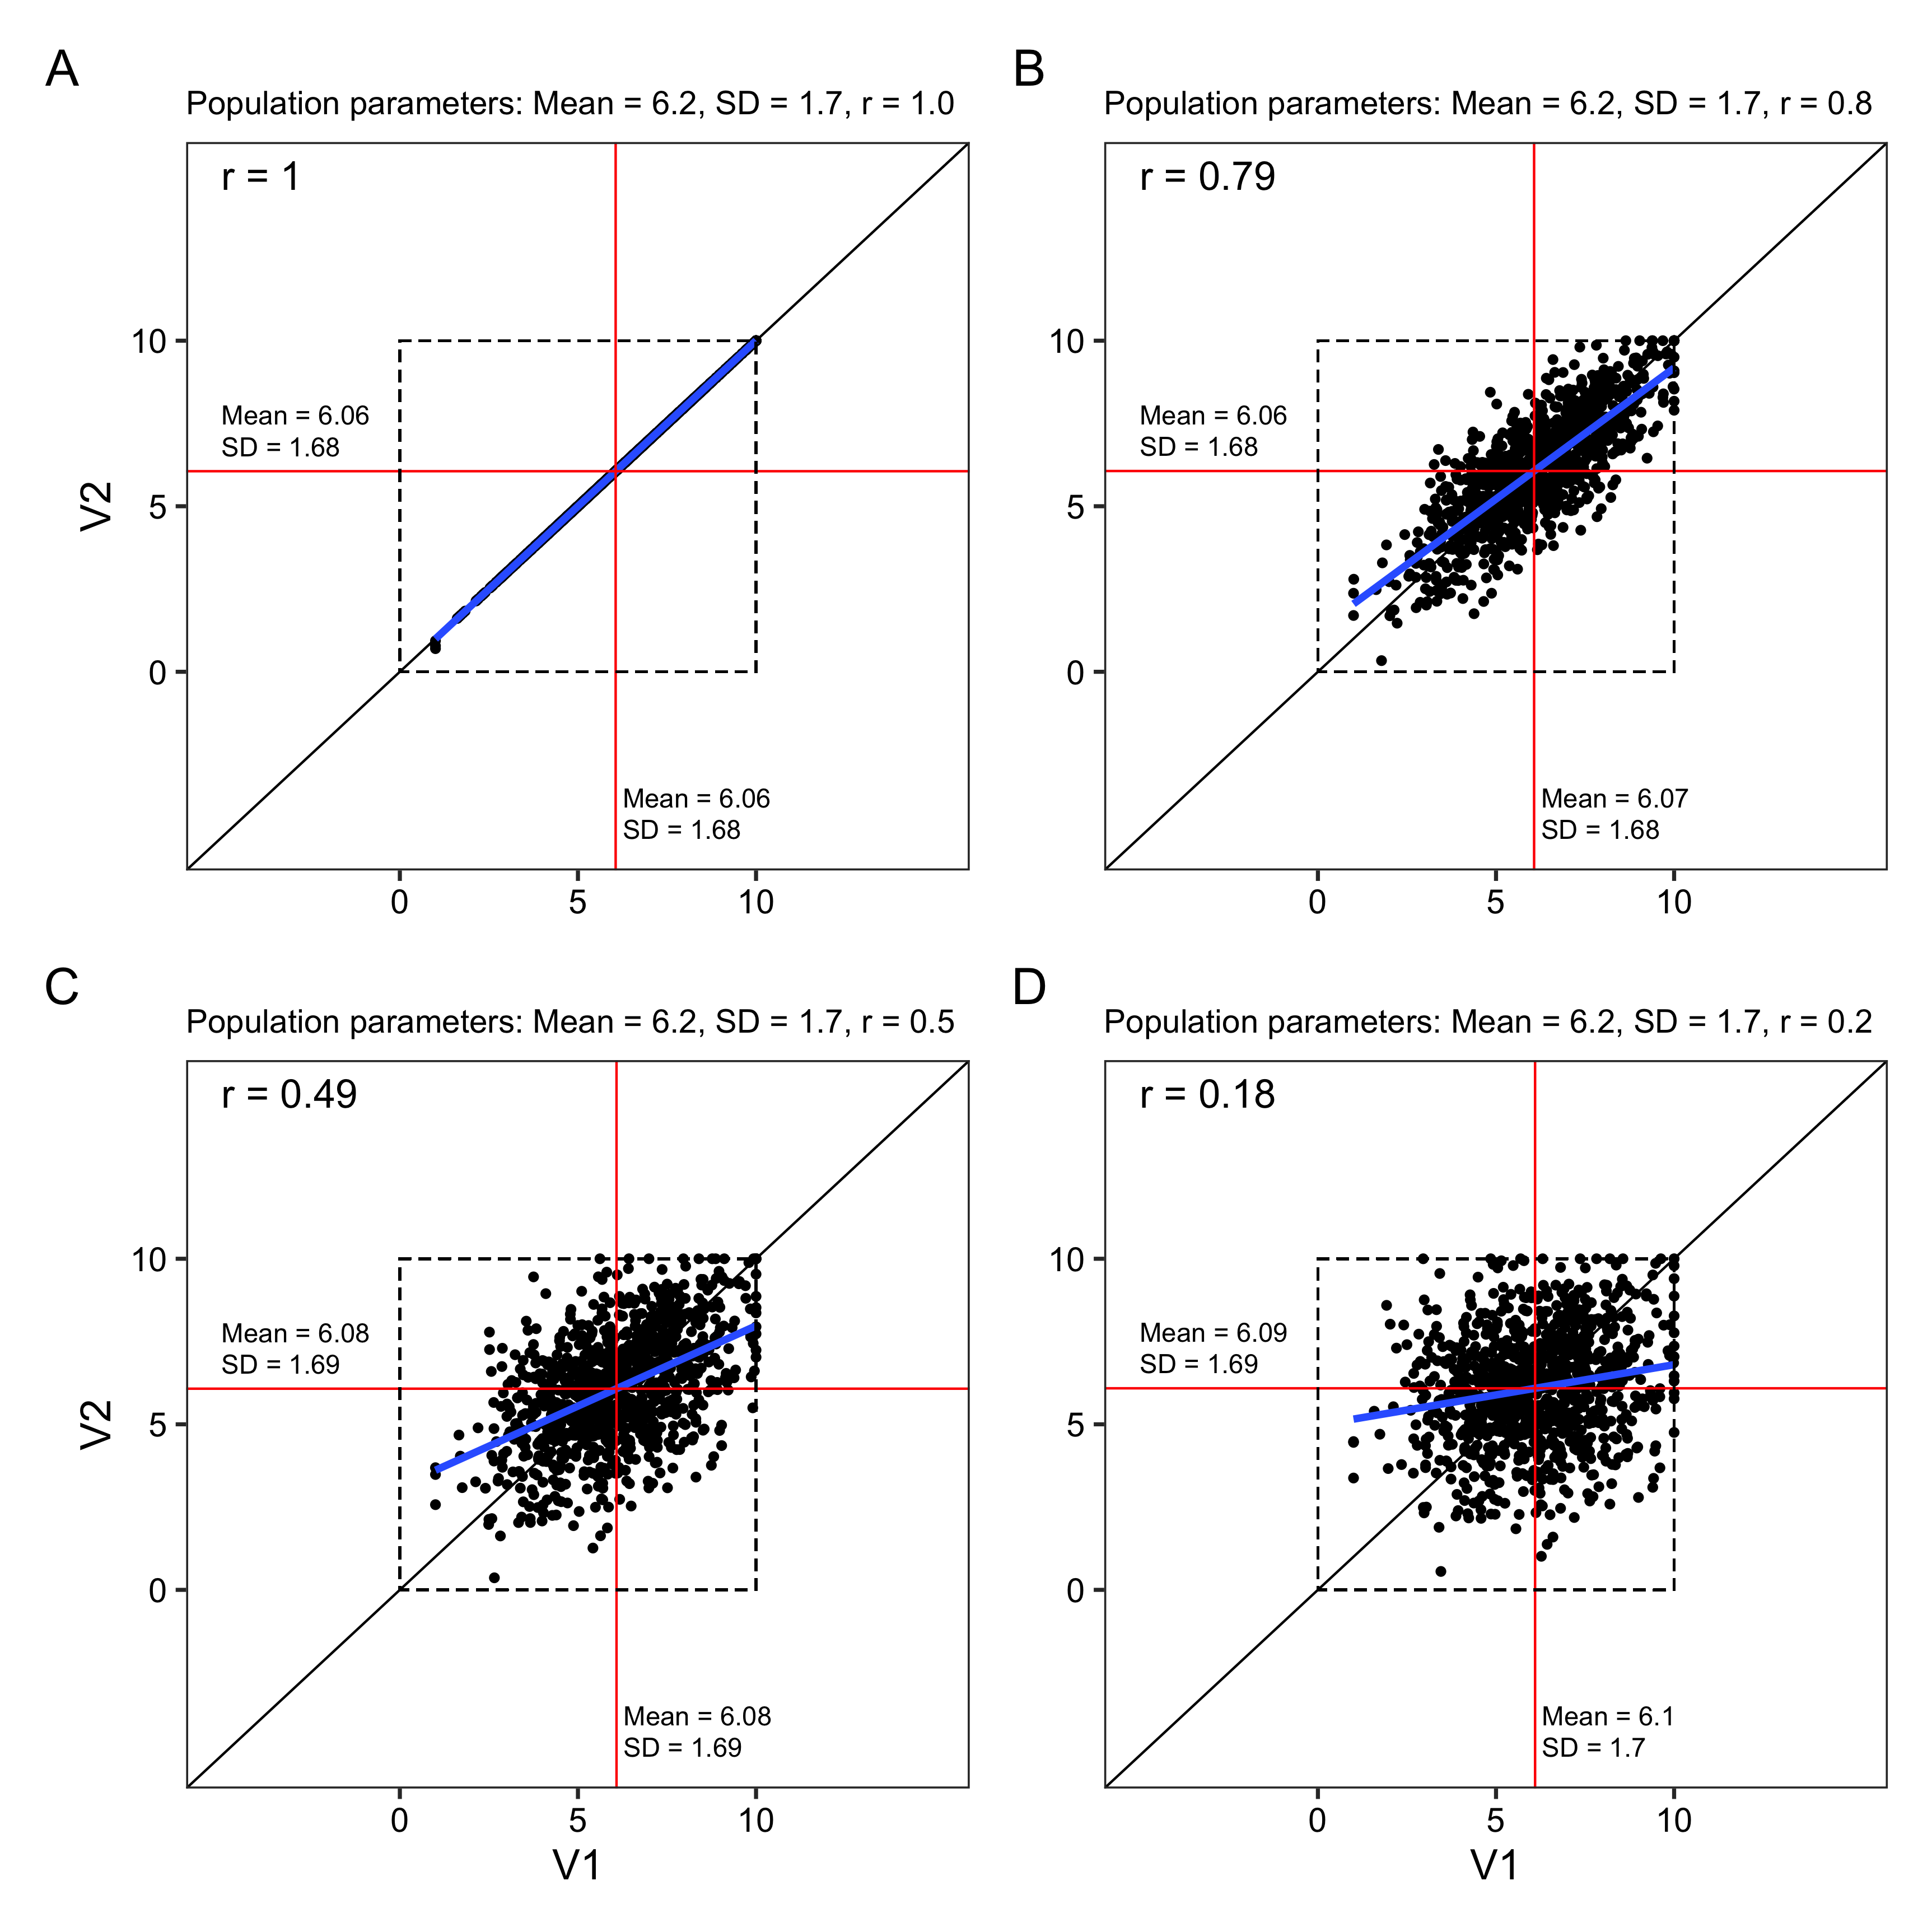 A
Population parameters: Mean = 6.2, SD = 1.7, r = 1.0
r = 1
10
Mean = 6.06
SD = 1.68
V2
5
0
Mean = 6.06
SD = 1.68
0 5 10
B
Population parameters: Mean = 6.2, SD = 1.7, r = 0.8
r = 0.79
10
Mean = 6.06
SD = 1.68
5
0
Mean = 6.07
SD = 1.68
0 5 10
C
Population parameters: Mean = 6.2, SD = 1.7, r = 0.5
r = 0.49
10
Mean = 6.08
SD = 1.69
V2
5
0
Mean = 6.08
SD = 1.69
0 5 10
V1
D
Population parameters: Mean = 6.2, SD = 1.7, r = 0.2
r = 0.18
10
Mean = 6.09
SD = 1.69
5
0
Mean = 6.1
SD = 1.7
0 5 10
V1